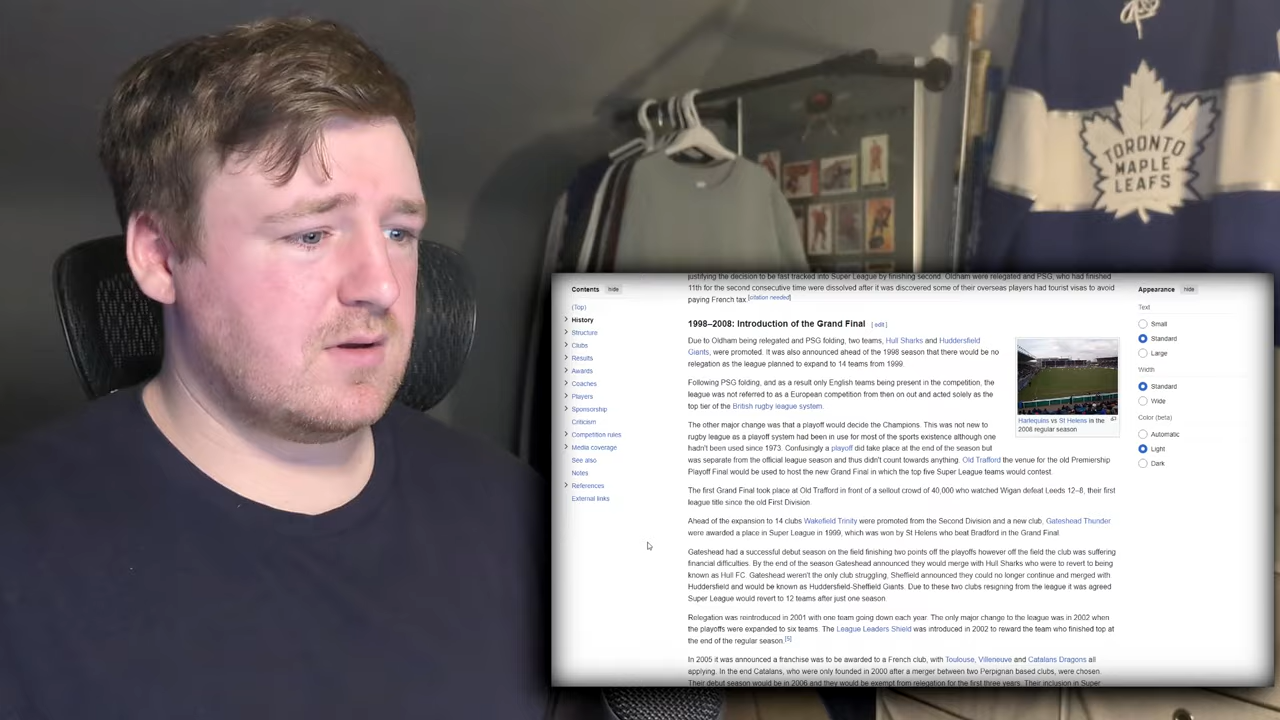 TORONTO
MAPLE
LEAFS
Contents hide
(Top)
History
Structure
Clubs
Results
Awards
Coaches
Players
Sponsorship
Criticism
Competition rules
Media coverage
See also
Notes
References
External links
justifying the decision to be fast tracked into Super League by finishing second. Oldham were relegated and PSG, who had finished
11th for the second consecutive time were dissolved after it was discovered some of their overseas players had tourist visas to avoid
paying French tax.[citation needed]
1998–2008: Introduction of the Grand Final [ edit ]
Due to Oldham being relegated and PSG folding, two teams, Hull Sharks and Huddersfield
Giants, were promoted. It was also announced ahead of the 1998 season that there would be no
relegation as the league planned to expand to 14 teams from 1999.
Following PSG folding, and as a result only English teams being present in the competition, the
league was not referred to as a European competition from then on out and acted solely as the
top tier of the British rugby league system.
The other major change was that a playoff would decide the Champions. This was not new to
rugby league as a playoff system had been in use for most of the sports existence although one
hadn't been used since 1973. Confusingly a playoff did take place at the end of the season but
was separate from the official league season and thus didn't count towards anything. Old Trafford the venue for the old Premiership
Playoff Final would be used to host the new Grand Final in which the top five Super League teams would contest.
The first Grand Final took place at Old Trafford in front of a sellout crowd of 40,000 who watched Wigan defeat Leeds 12–8, their first
league title since the old First Division.
Ahead of the expansion to 14 clubs Wakefield Trinity were promoted from the Second Division and a new club, Gateshead Thunder
were awarded a place in Super League in 1999, which was won by St Helens who beat Bradford in the Grand Final.
Gateshead had a successful debut season on the field finishing two points off the playoffs however off the field the club was suffering
financial difficulties. By the end of season Gateshead announced they would merge with Hull Sharks who were to revert to being
known as Hull FC. Gateshead weren't the only club struggling, Sheffield announced they could no longer continue and merged with
Huddersfield and would be known as Huddersfield-Sheffield Giants. Due to these two clubs resigning from the league it was agreed
Super League would revert to 12 teams after just one season.
Relegation was reintroduced in 2001 with one team going down each year. The only major change to the league was in 2002 when
the playoffs were expanded to six teams. The League Leaders Shield was introduced in 2002 to reward the team who finished top at
the end of the regular season.[5]
In 2005 it was announced a franchise was to be awarded to a French club, with Toulouse, Villeneuve and Catalans Dragons all
applying. In the end Catalans, who were only founded in 2000 after a merger between two Perpignan based clubs, were chosen.
Their debut season would be in 2006 and they would be exempt from relegation for the first three years. Their inclusion in Super
Harlequins vs St Helens in the
2006 regular season
Appearance hide
Text
Small
Standard
Large
Width
Standard
Wide
Color (beta)
Automatic
Light
Dark